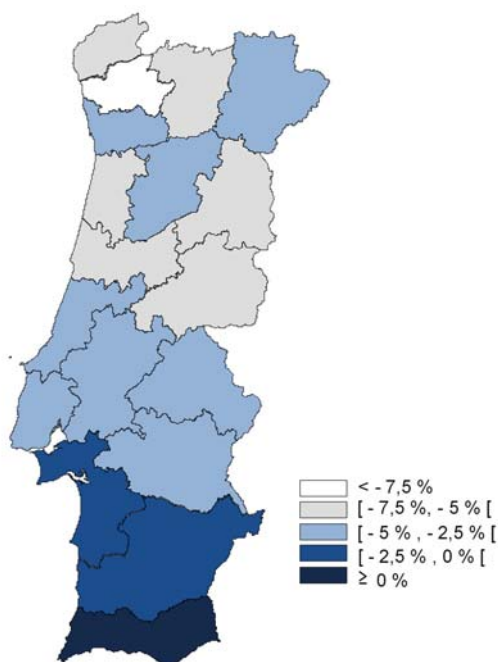 < - 7,5 %
[ - 7,5 %, - 5 % [
[ - 5 % , - 2,5 % [
[ - 2,5 % , 0 % [
≥ 0 %